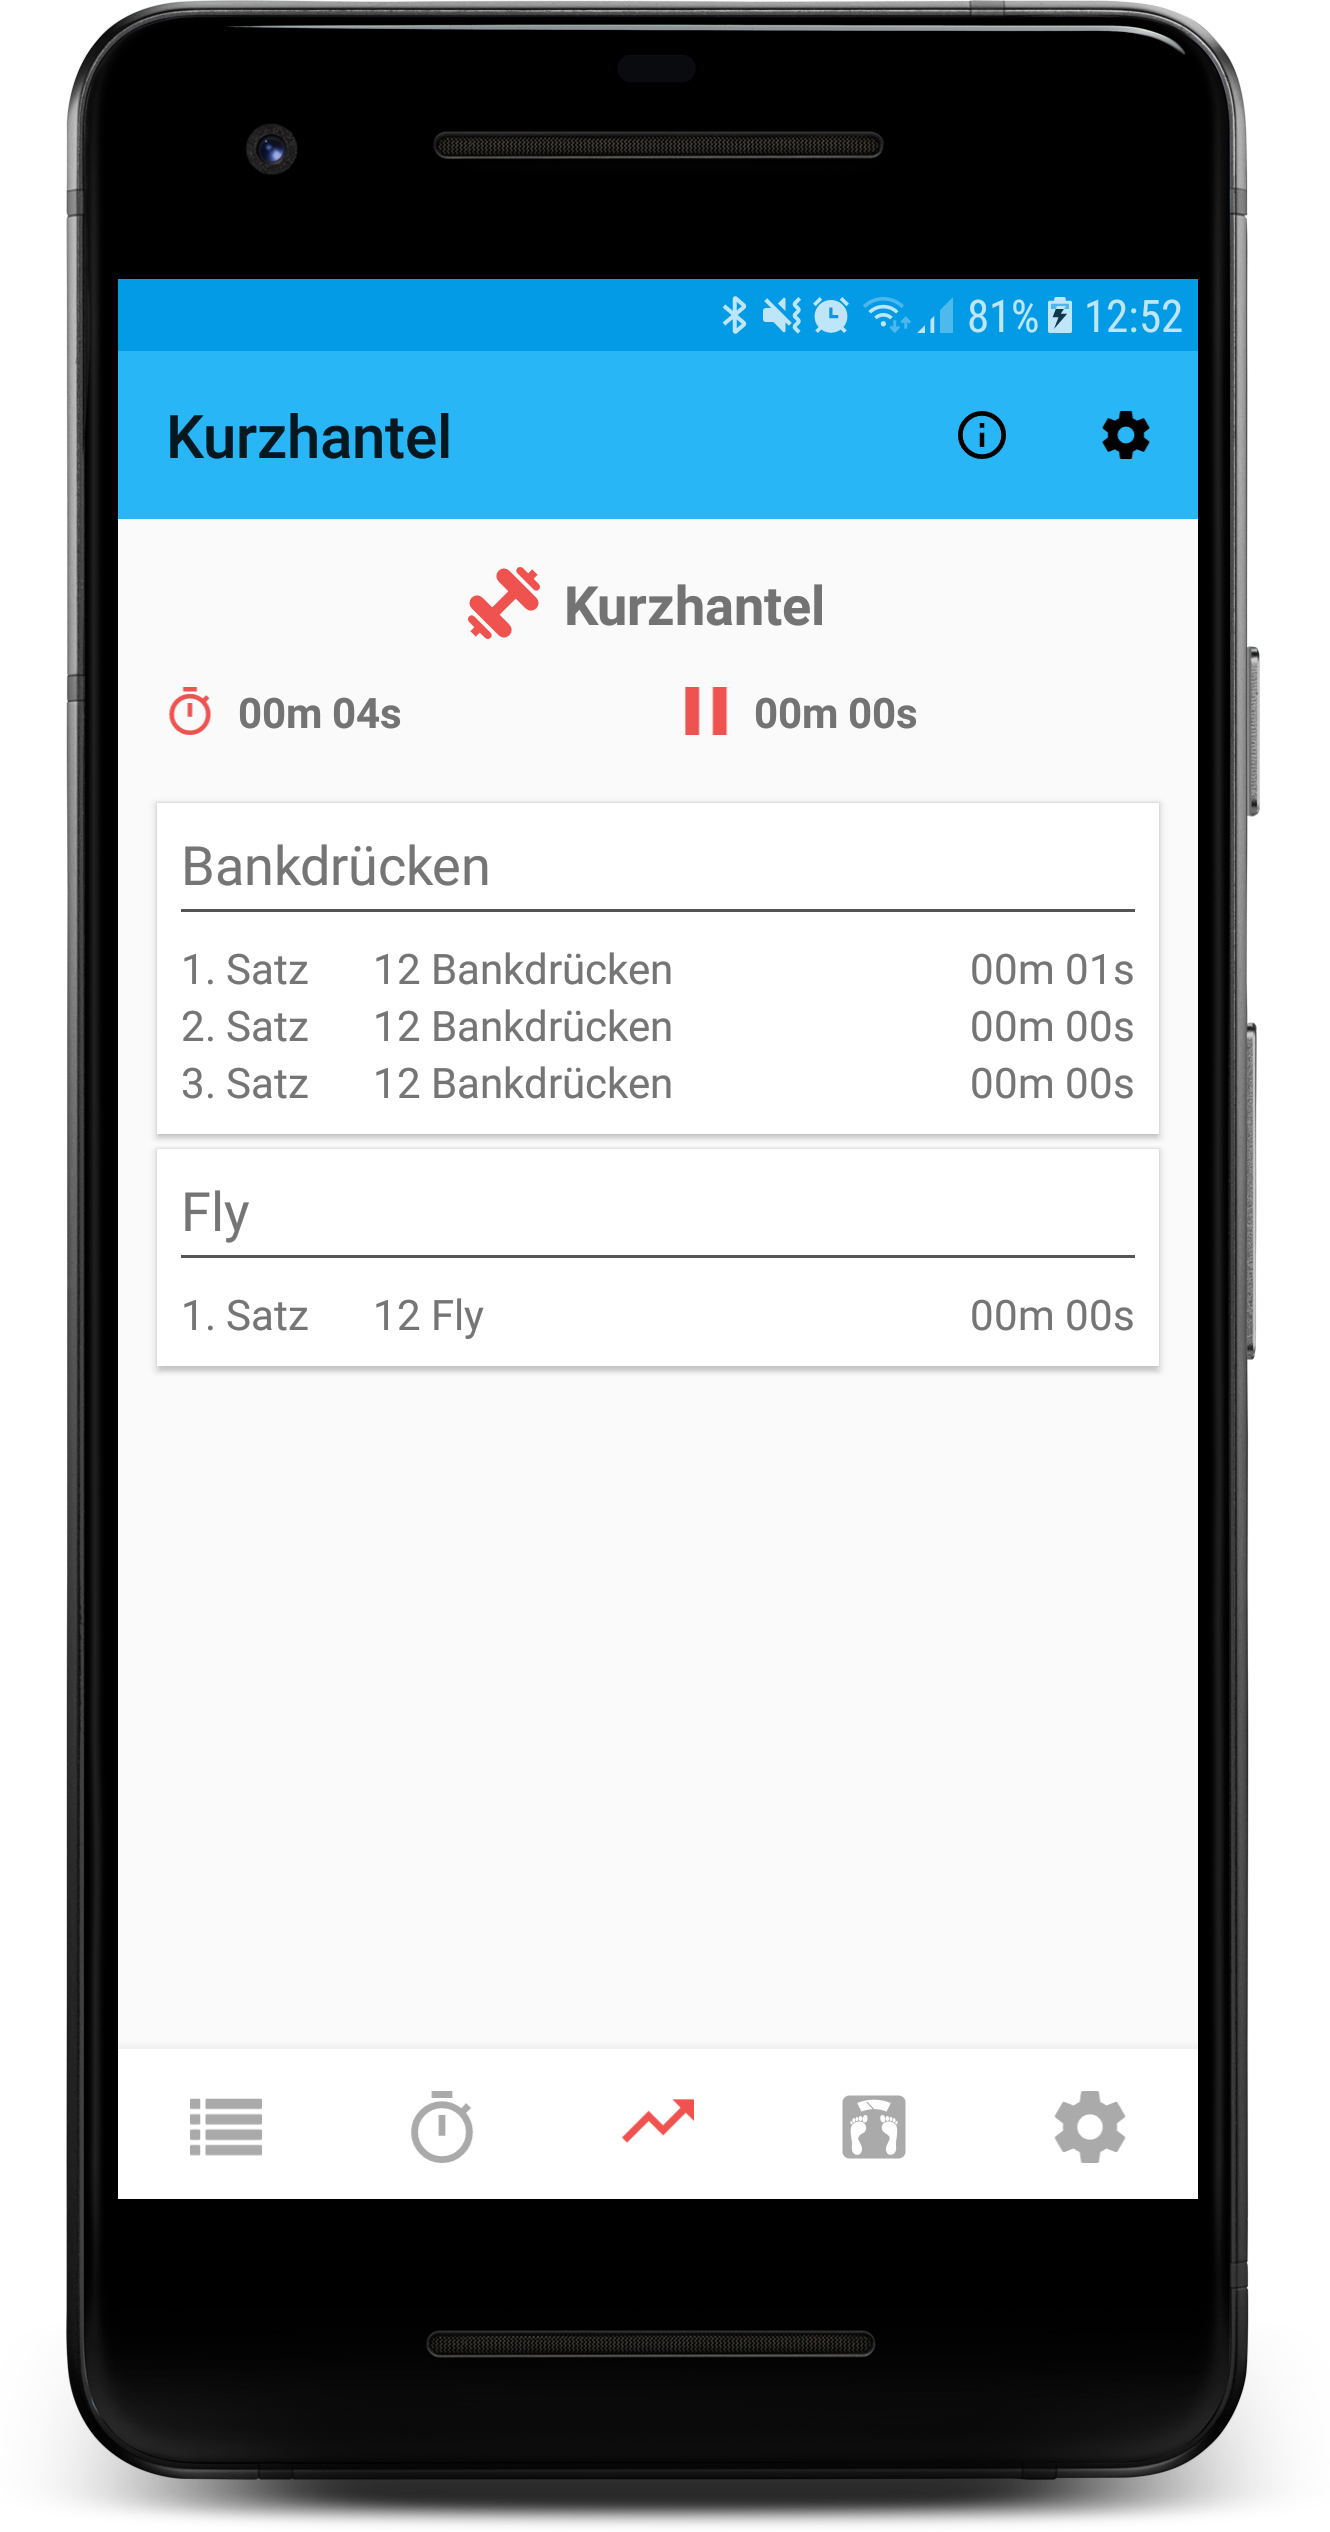 81% 12:52
Kurzhantel
Kurzhantel
00m 04s 00m 00s
Bankdrücken
1. Satz 12 Bankdrücken 00m 01s
2. Satz 12 Bankdrücken 00m 00s
3. Satz 12 Bankdrücken 00m 00s
Fly
1. Satz 12 Fly 00m 00s